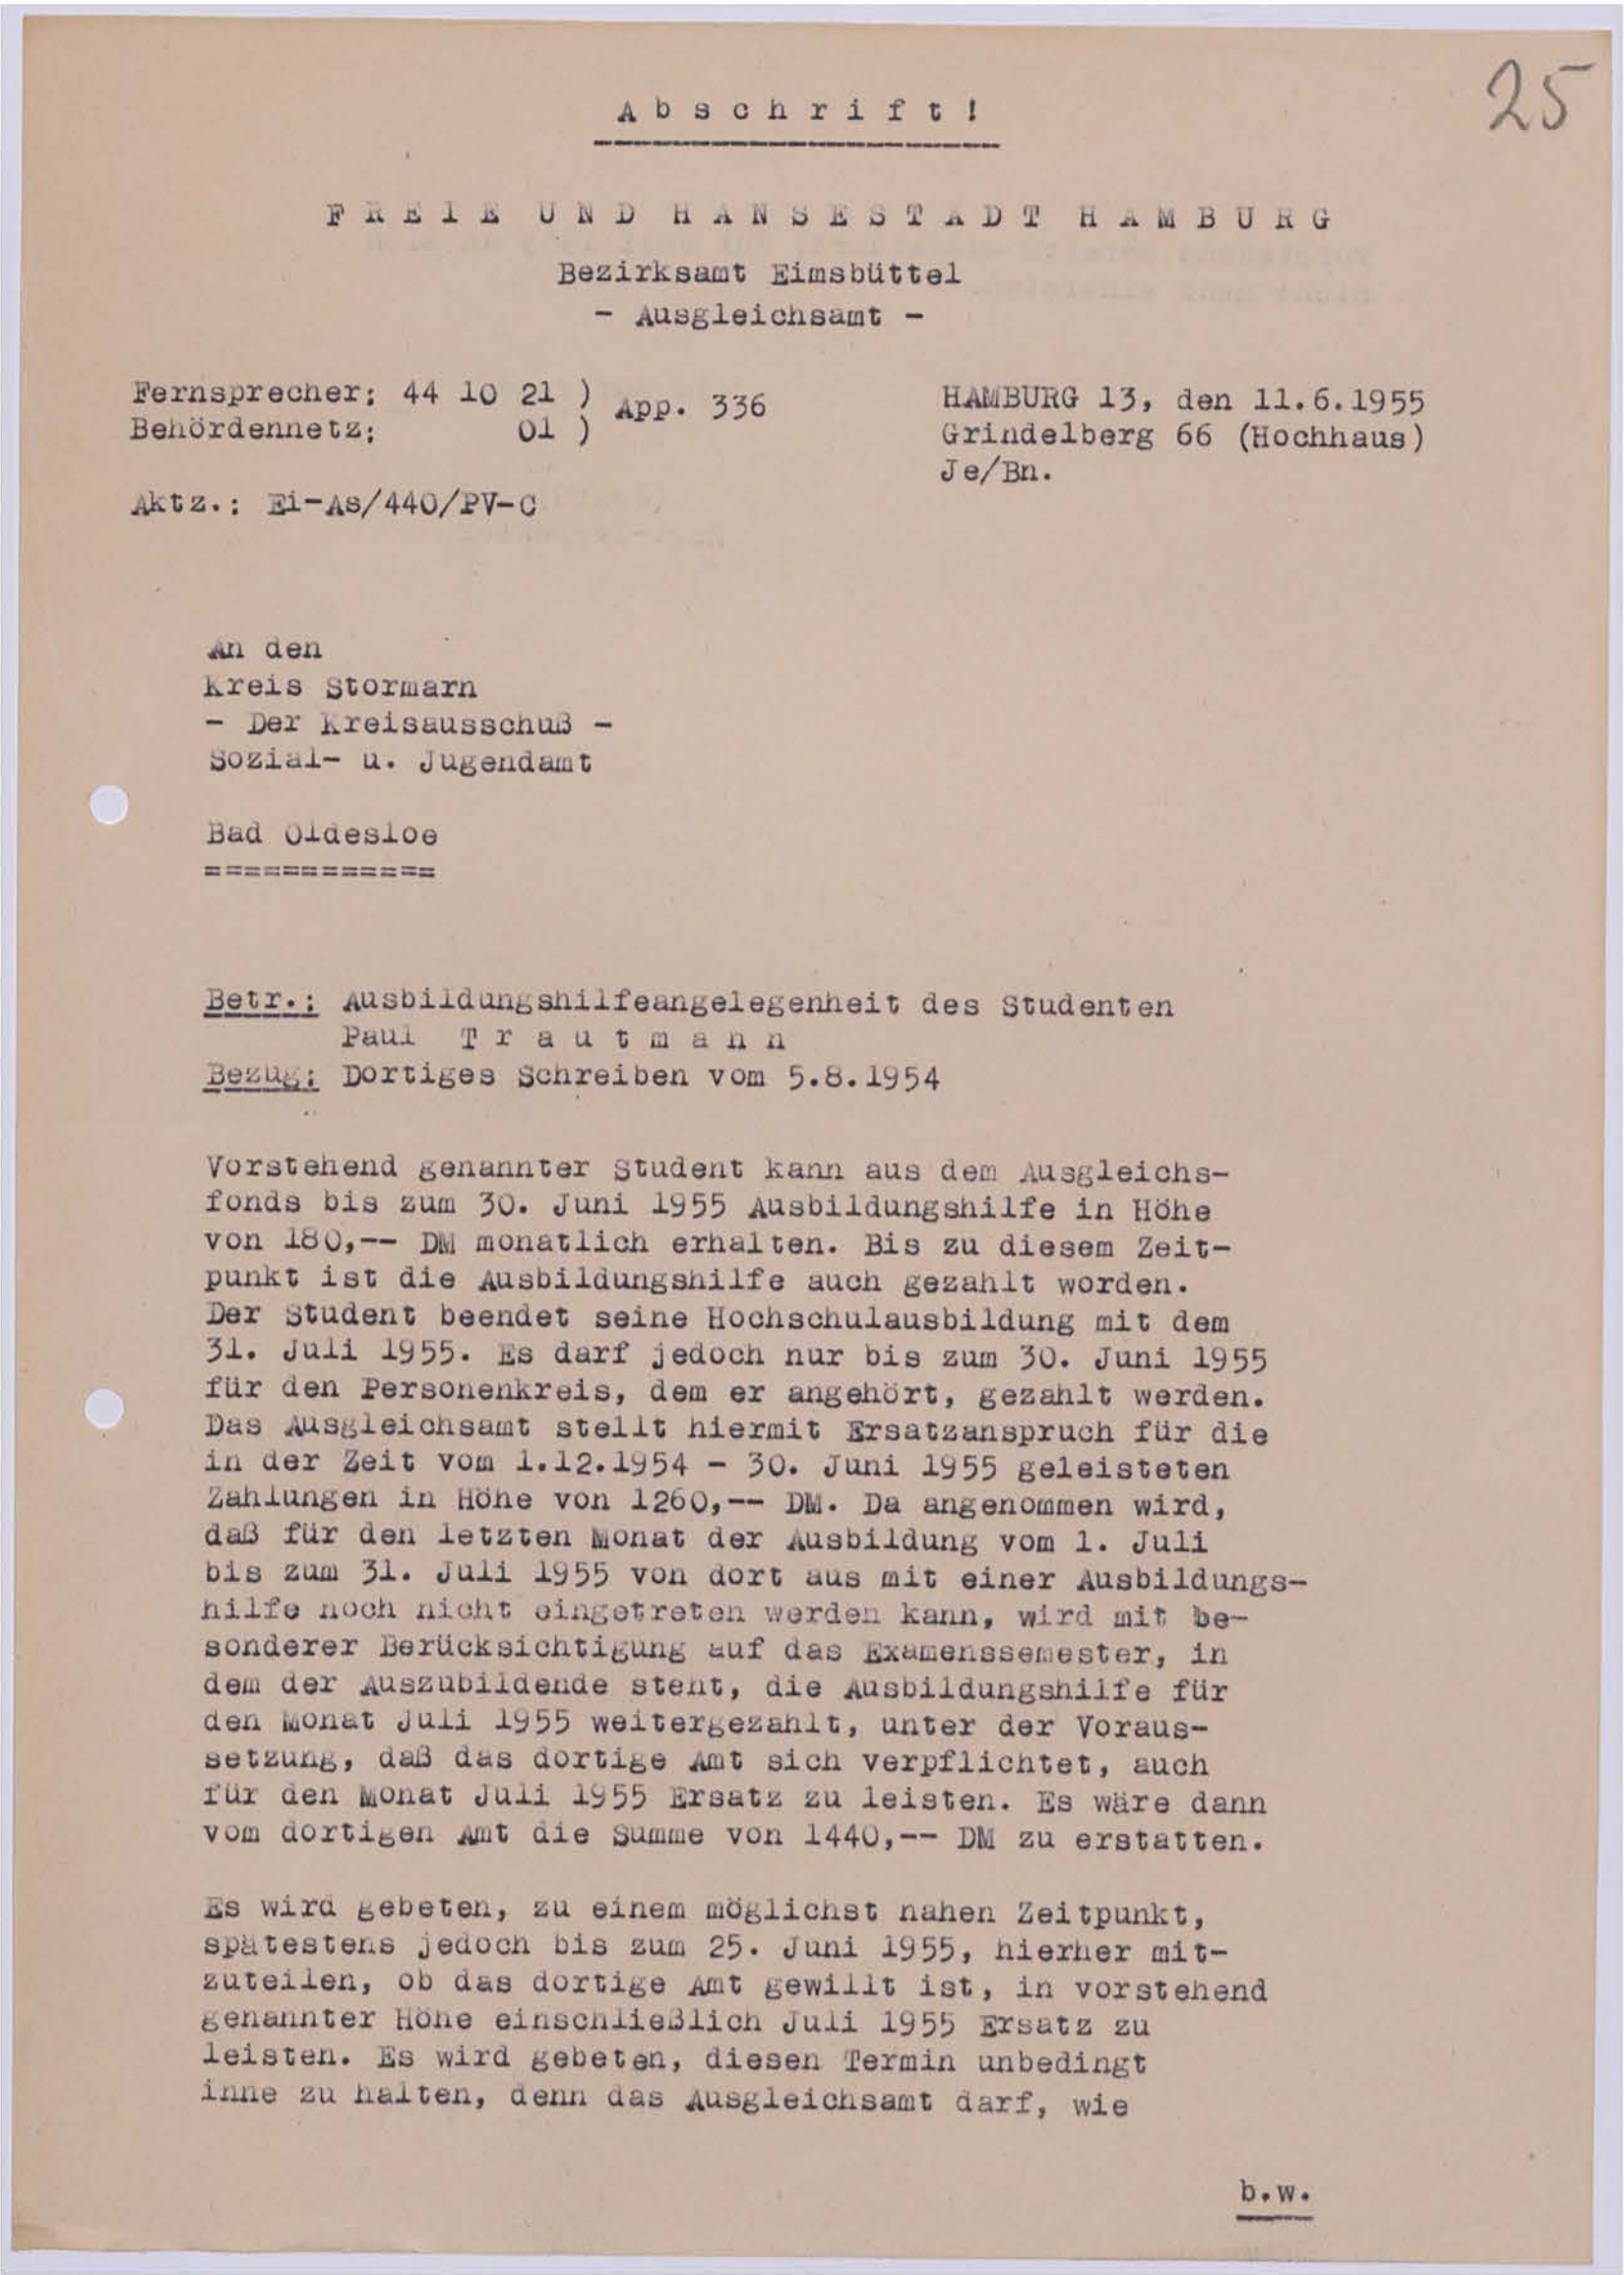 25
Abschrift!
FREIE UND HANSESTADT HAMBURG
Bezirksamt Eimsbüttel
- Ausgleichsamt -
Fernsprecher: 44 10 21 ) App. 336
Behördennetz: 01 )
HAMBURG 13, den 11.6.1955
Grindelberg 66 (Hochhaus)
Je/Bn.
Aktz.: Ei-As/440/PV-C
An den
Kreis Stormarn
- Der Kreisausschuß -
Sozial- u. Jugendamt
Bad Oldesloe
============
Betr.: Ausbildungshilfeangelegenheit des Studenten
Paul Trautmann
Bezug: Dortiges Schreiben vom 5.8.1954
Vorstehend genannter Student kann aus dem Ausgleichs-
fonds bis zum 30. Juni 1955 Ausbildungshilfe in Höhe
von 180,-- DM monatlich erhalten. Bis zu diesem Zeit-
punkt ist die Ausbildungshilfe auch gezahlt worden.
Der Student beendet seine Hochschulausbildung mit dem
31. Juli 1955. Es darf jedoch nur bis zum 30. Juni 1955
für den Personenkreis, dem er angehört, gezahlt werden.
Das Ausgleichsamt stellt hiermit Ersatzanspruch für die
in der Zeit vom 1.12.1954 - 30. Juni 1955 geleisteten
Zahlungen in Höhe von 1260,-- DM. Da angenommen wird,
daß für den letzten Monat der Ausbildung vom 1. Juli
bis zum 31. Juli 1955 von dort aus mit einer Ausbildungs-
hilfe noch nicht eingetreten werden kann, wird mit be-
sonderer Berücksichtigung auf das Examenssemester, in
dem der Auszubildende steht, die Ausbildungshilfe für
den Monat Juli 1955 weitergezahlt, unter der Voraus-
setzung, daß das dortige Amt sich verpflichtet, auch
für den Monat Juli 1955 Ersatz zu leisten. Es wäre dann
vom dortigen Amt die Summe von 1440,-- DM zu erstatten.
Es wird gebeten, zu einem möglichst nahen Zeitpunkt,
spätestens jedoch bis zum 25. Juni 1955, hierher mit-
zuteilen, ob das dortige Amt gewillt ist, in vorstehend
genannter Höhe einschließlich Juli 1955 Ersatz zu
leisten. Es wird gebeten, diesen Termin unbedingt
inne zu halten, denn das Ausgleichsamt darf, wie
b.w.